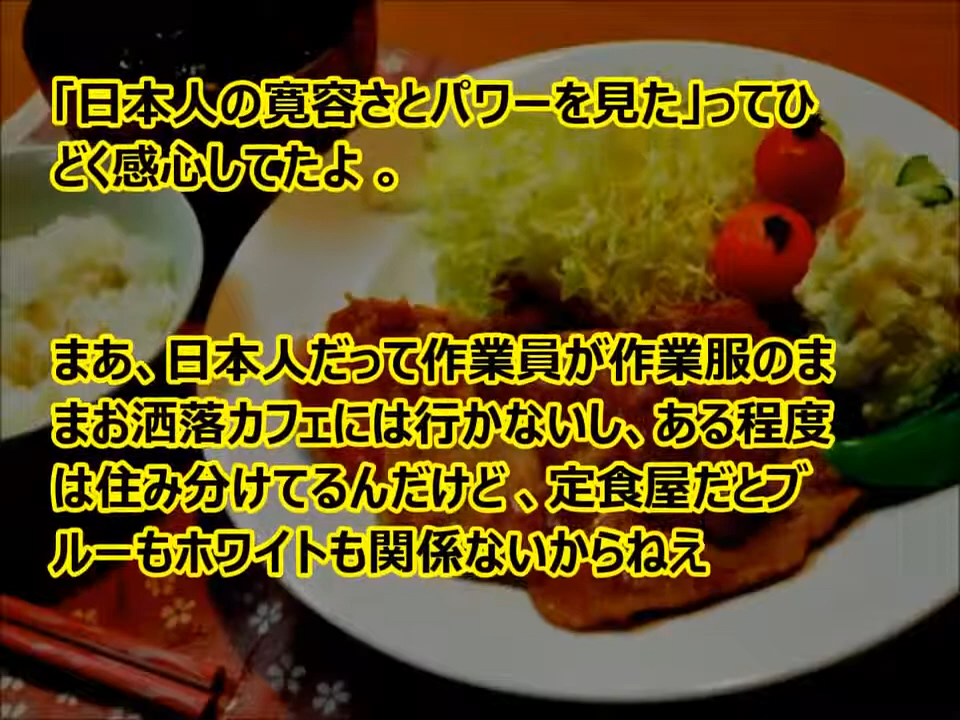 「日本人の寛容さとパワーを見た」ってひ
どく感心してたよ 。
まあ、日本人だって作業員が作業服のま
まお洒落カフェには行かないし、ある程度
は住み分けてるんだけど 、定食屋だとブ
ルーもホワイトも関係ないからねえ